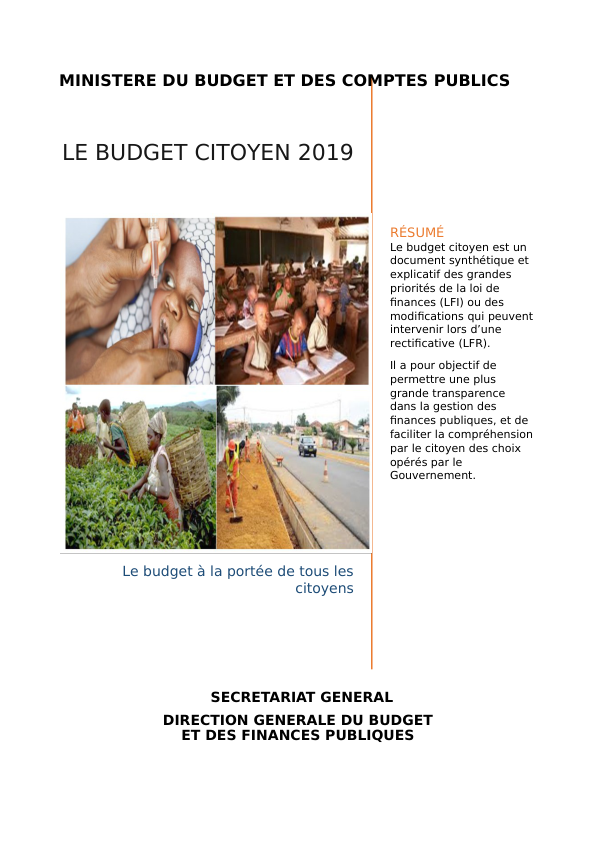 MINISTERE DU BUDGET ET DES COMPTES PUBLICS
LE BUDGET CITOYEN 2019
RÉSUMÉ
Le budget citoyen est un
document synthétique et
explicatif des grandes
priorités de la loi de
finances (LFI) ou des
modifications qui peuvent
intervenir lors d’une
rectificative (LFR).
Il a pour objectif de
permettre une plus
grande transparence
dans la gestion des
finances publiques, et de
faciliter la compréhension
par le citoyen des choix
opérés par le
Gouvernement.
Le budget à la portée de tous les
citoyens
SECRETARIAT GENERAL
DIRECTION GENERALE DU BUDGET
ET DES FINANCES PUBLIQUES